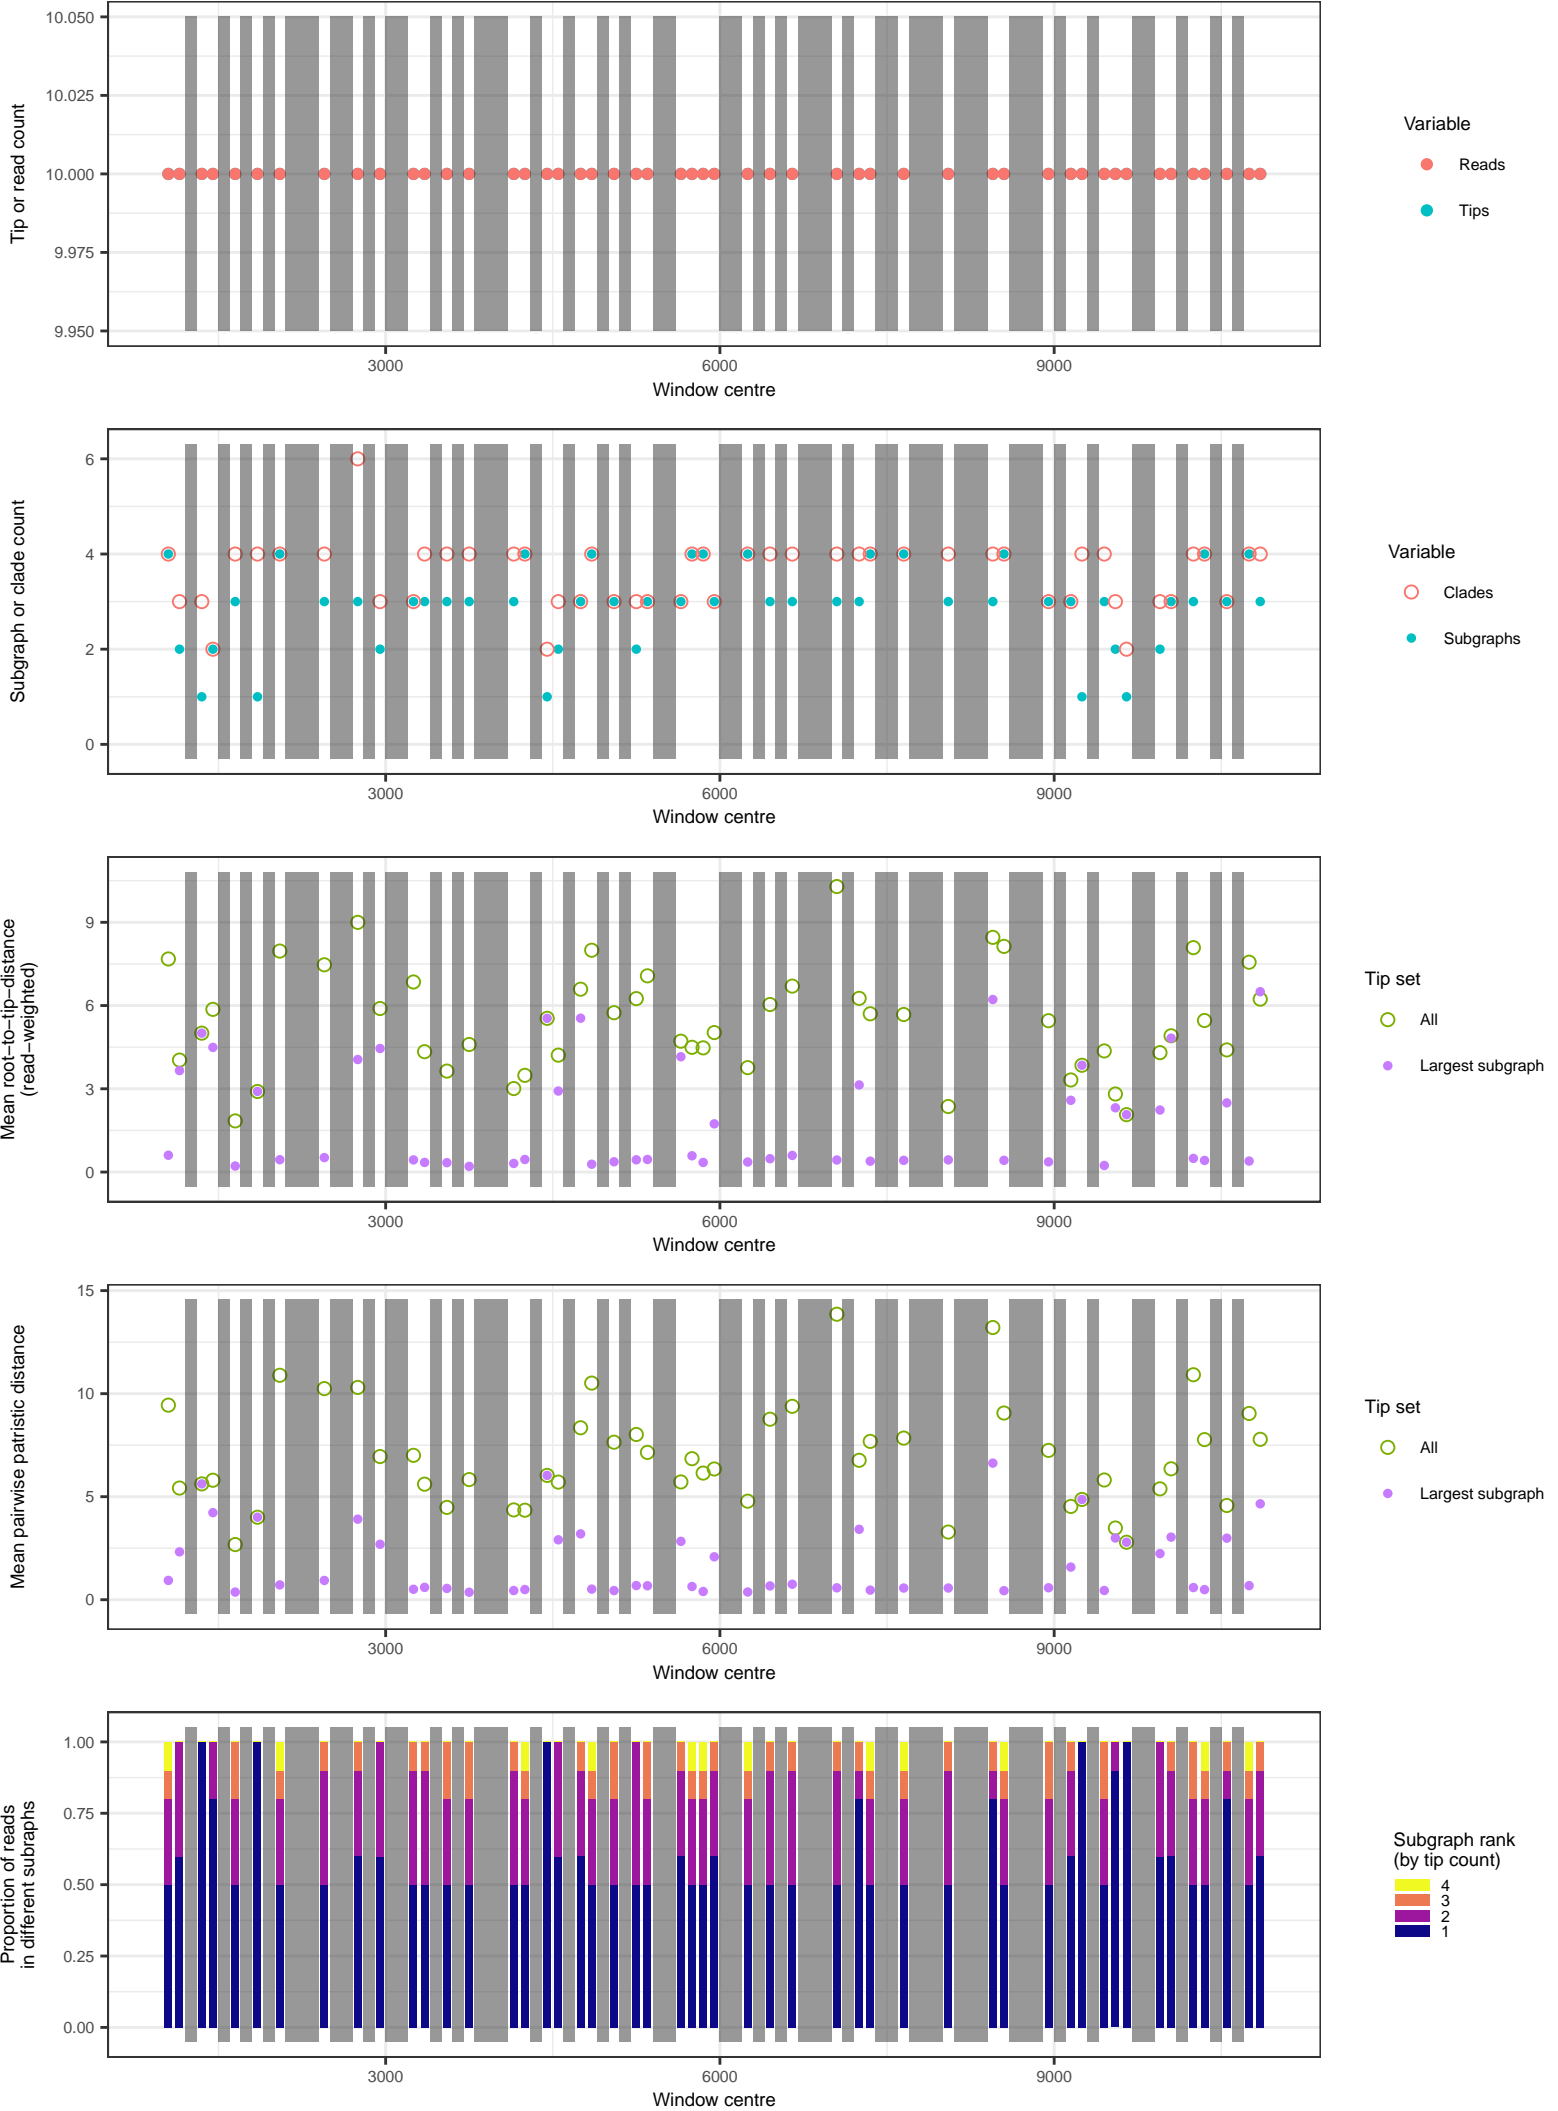 10.050
10.025
10.000
9.975
9.950
Tip or read count
3000 6000 9000
Window centre
Variable
Reads
Tips
6
4
2
0
Subgraph or clade count
3000 6000 9000
Window centre
Variable
Clades
Subgraphs
9
6
3
0
Mean root−to−tip−distance
(read−weighted)
3000 6000 9000
Window centre
Tip set
All
Largest subgraph
15
10
5
0
Mean pairwise patristic distance
3000 6000 9000
Window centre
Tip set
All
Largest subgraph
1.00
0.75
0.50
0.25
0.00
Proportion of reads
in different subraphs
3000 6000 9000
Window centre
Subgraph rank
(by tip count)
4
3
2
1